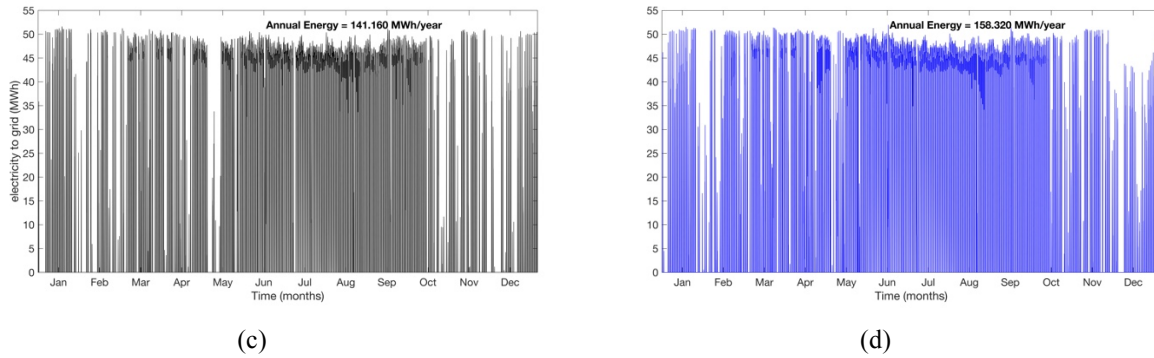 Annual Energy = 141.160 MWh/year
electricity to grid (MWh)
55
50
45
40
35
30
25
20
15
10
5
0
Jan Feb Mar Apr May Jun Jul Aug Sep Oct Nov Dec
Time (months)
(c)
Annual Energy = 158.320 MWh/year
55
50
45
40
35
30
25
20
15
10
5
0
Jan Feb Mar Apr May Jun Jul Aug Sep Oct Nov Dec
Time (months)
(d)